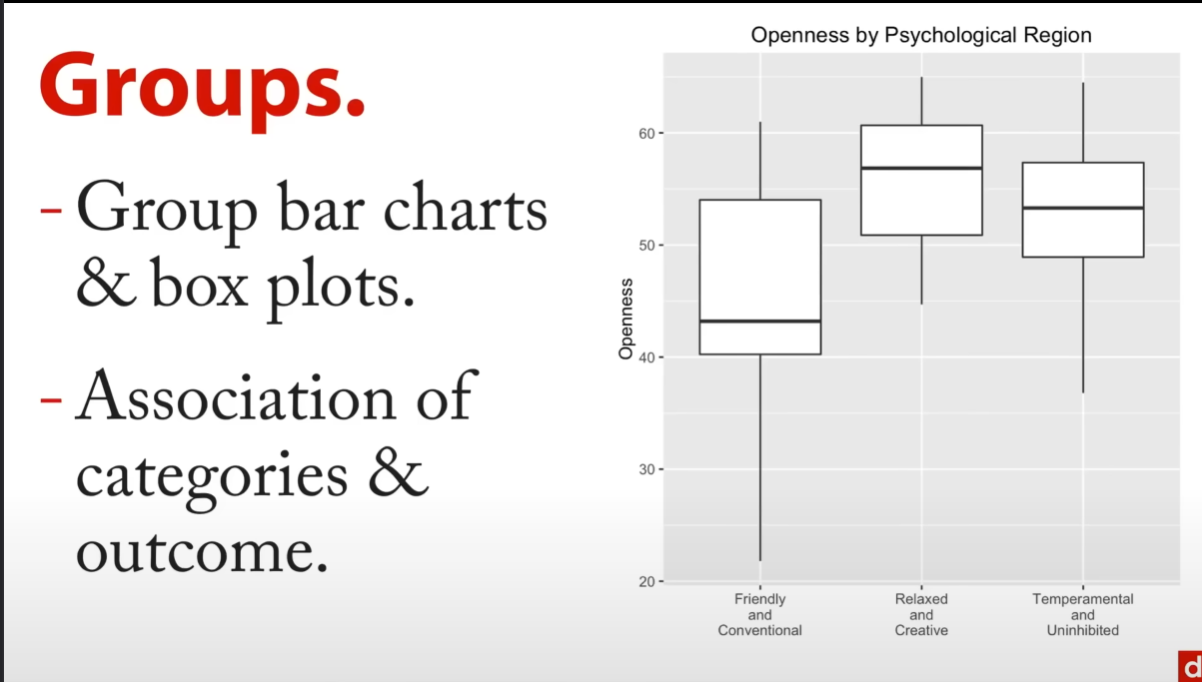 Groups.
- Group bar charts
& box plots.
- Association of
categories &
outcome.
Openness by Psychological Region
Openness
60
50
40
30
20
Friendly
and
Conventional
Relaxed
and
Creative
Temperamental
and
Uninhibited
d